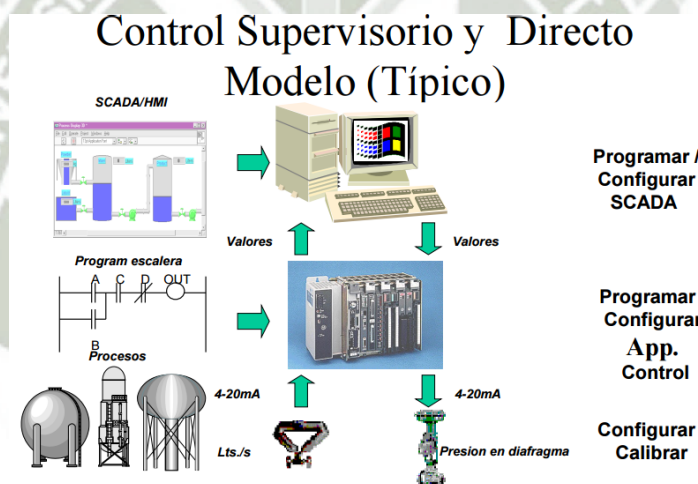 Control Supervisorio y Directo
Modelo (Típico)
SCADA/HMI
Programar /
Configurar
SCADA
Valores
Valores
Program escalera
A C D OUT
B
Programar
Configurar
App.
Control
Procesos
4-20mA
4-20mA
Lts./s
Presion en diafragma
Configurar
Calibrar